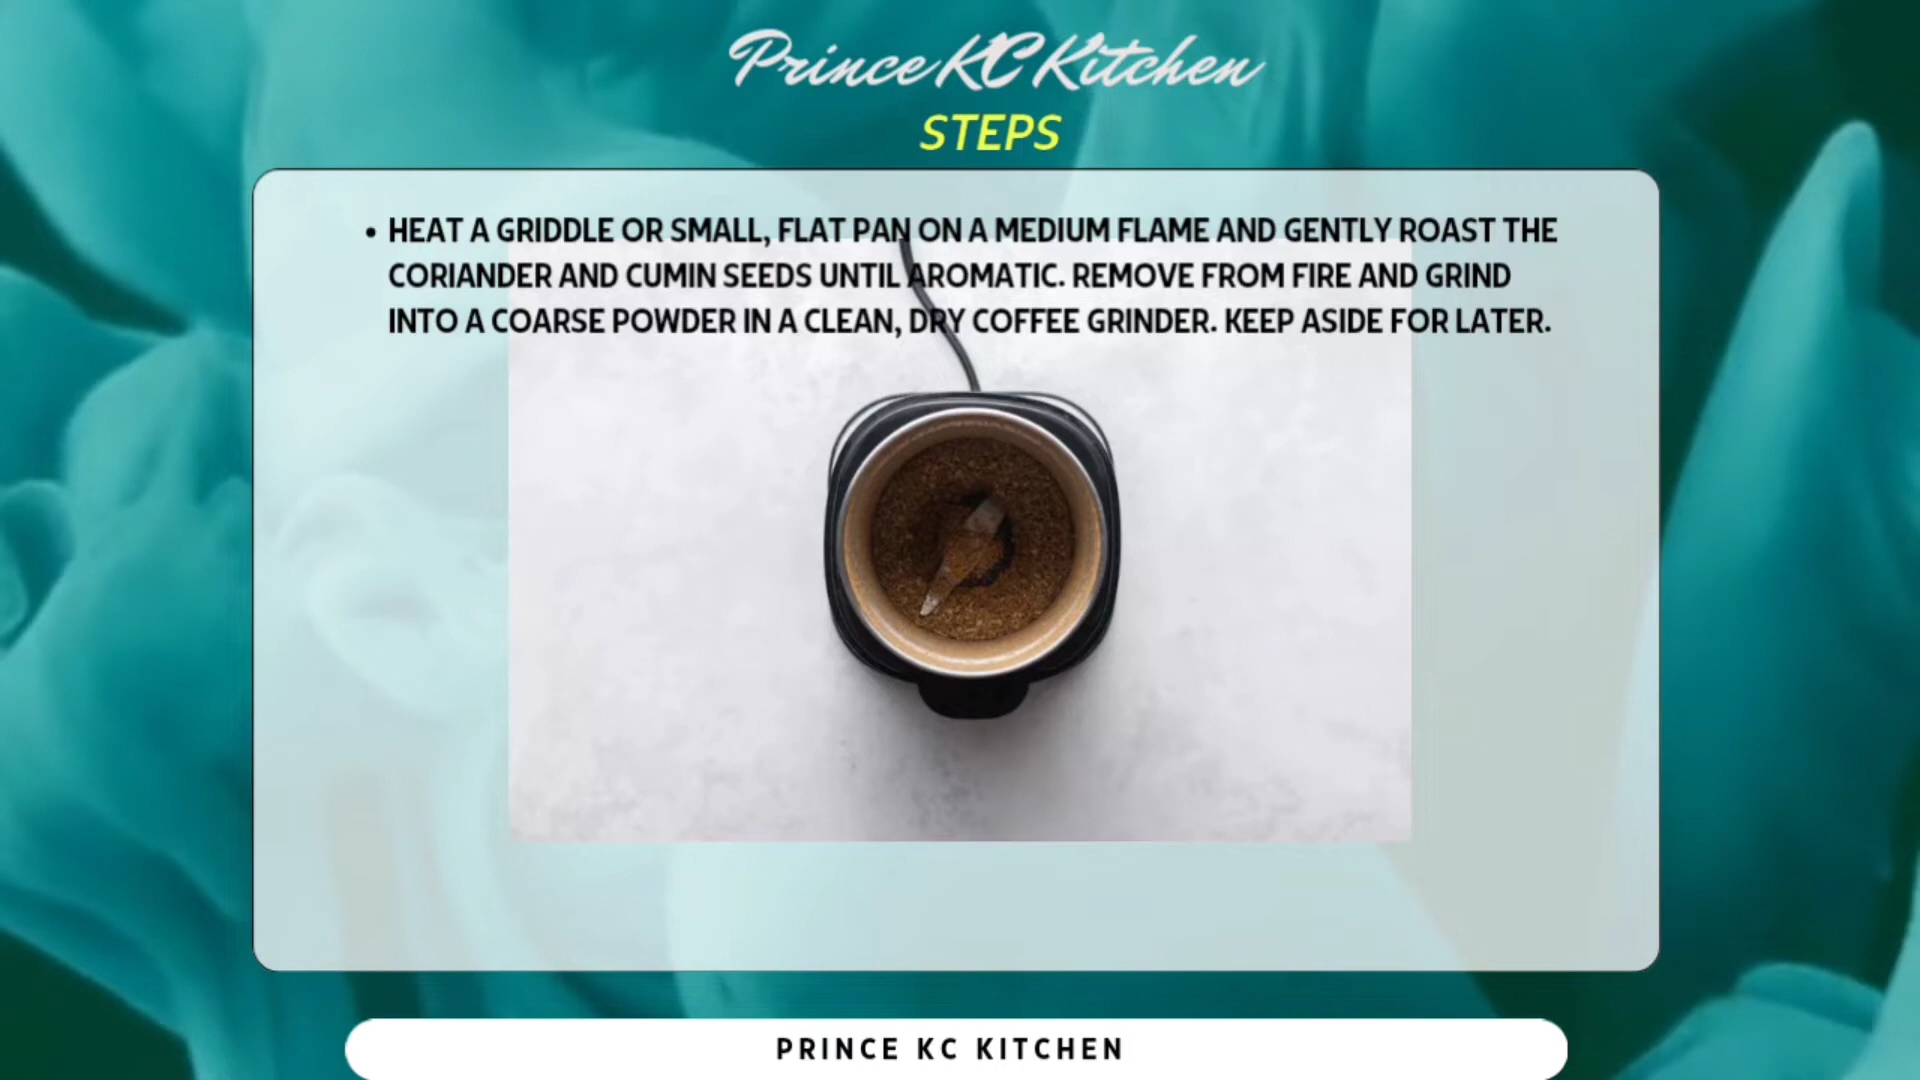 Prince KC Kitchen
STEPS
• HEAT A GRIDDLE OR SMALL, FLAT PAN ON A MEDIUM FLAME AND GENTLY ROAST THE
CORIANDER AND CUMIN SEEDS UNTIL AROMATIC. REMOVE FROM FIRE AND GRIND
INTO A COARSE POWDER IN A CLEAN, DRY COFFEE GRINDER. KEEP ASIDE FOR LATER.
PRINCE KC KITCHEN